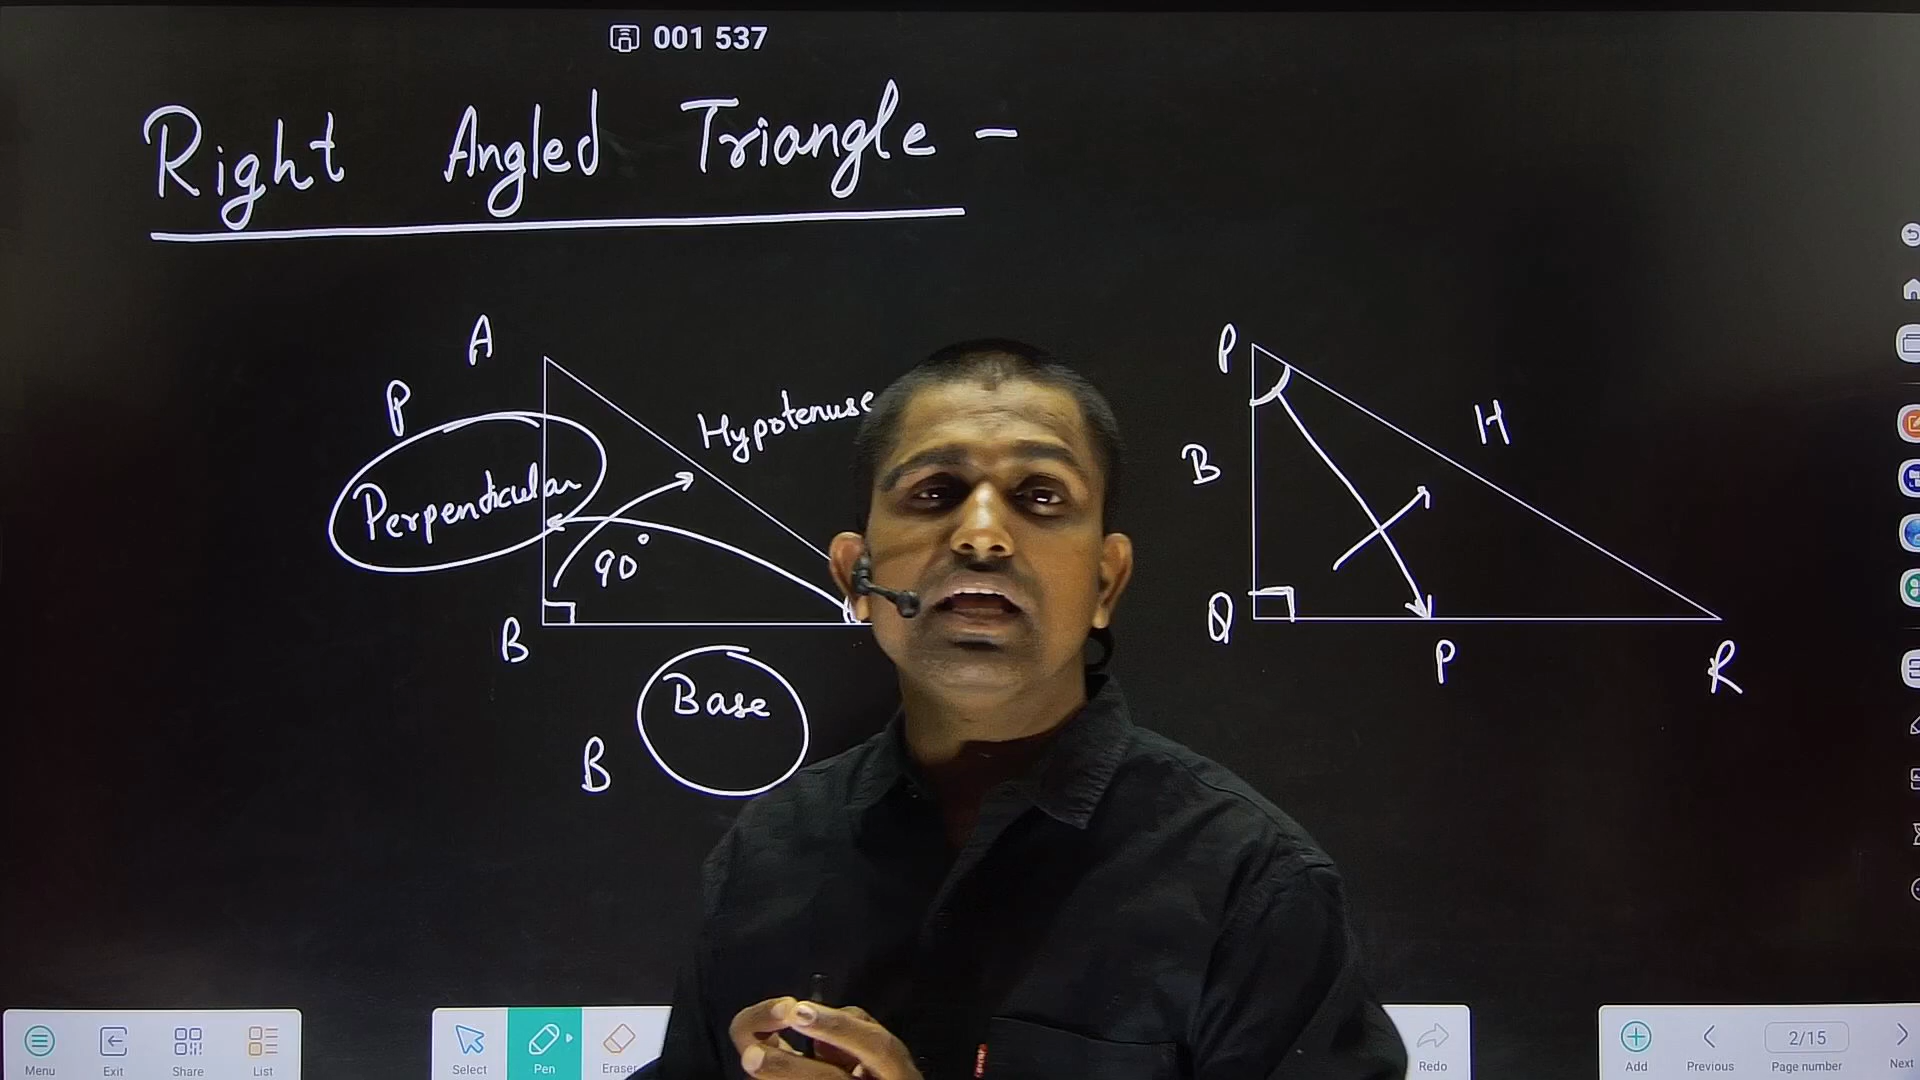 001 537
Right Angled Triangle -
A
P
Perpendicular
Hypotenuse
90°
B
Base
B
P
H
B
Q
P
R
Menu Exit Share List
Select Pen Eraser
Redo
Add Previous 2/15 Page number Next